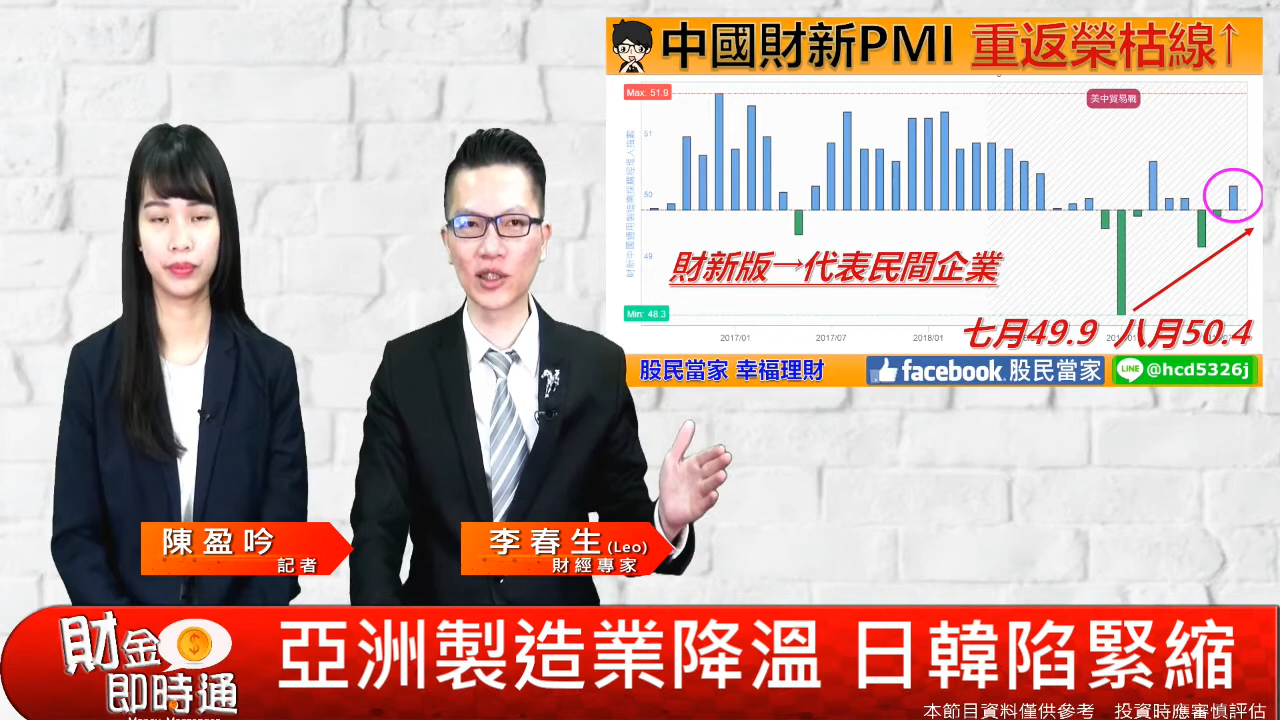 中國財新PMI 重返榮枯線↑
Max: 51.9
美中貿易戰
51
50
49
財新版→代表民間企業
Min: 48.3
2017/01
2017/07
2018/01
七月49.9 八月50.4
股民當家 幸福理財
facebook 股民當家
LINE @hcd5326j
陳盈吟
記者
李春生(Leo)
財經專家
財金
即時通
亞洲製造業降溫 日韓陷緊縮
本節目資料僅供參考 投資時應審慎評估